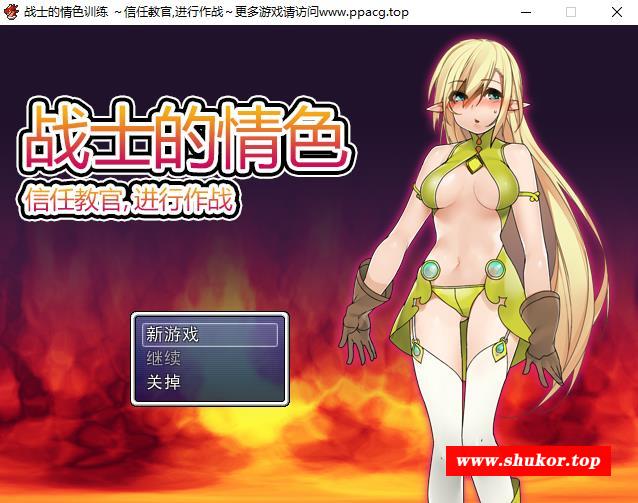 战士的情色训练 ～信任教官,进行作战～更多游戏请访问www.ppacg.top
战士的情色
信任教官,进行作战
新游戏
继续
关掉
www.shukor.top